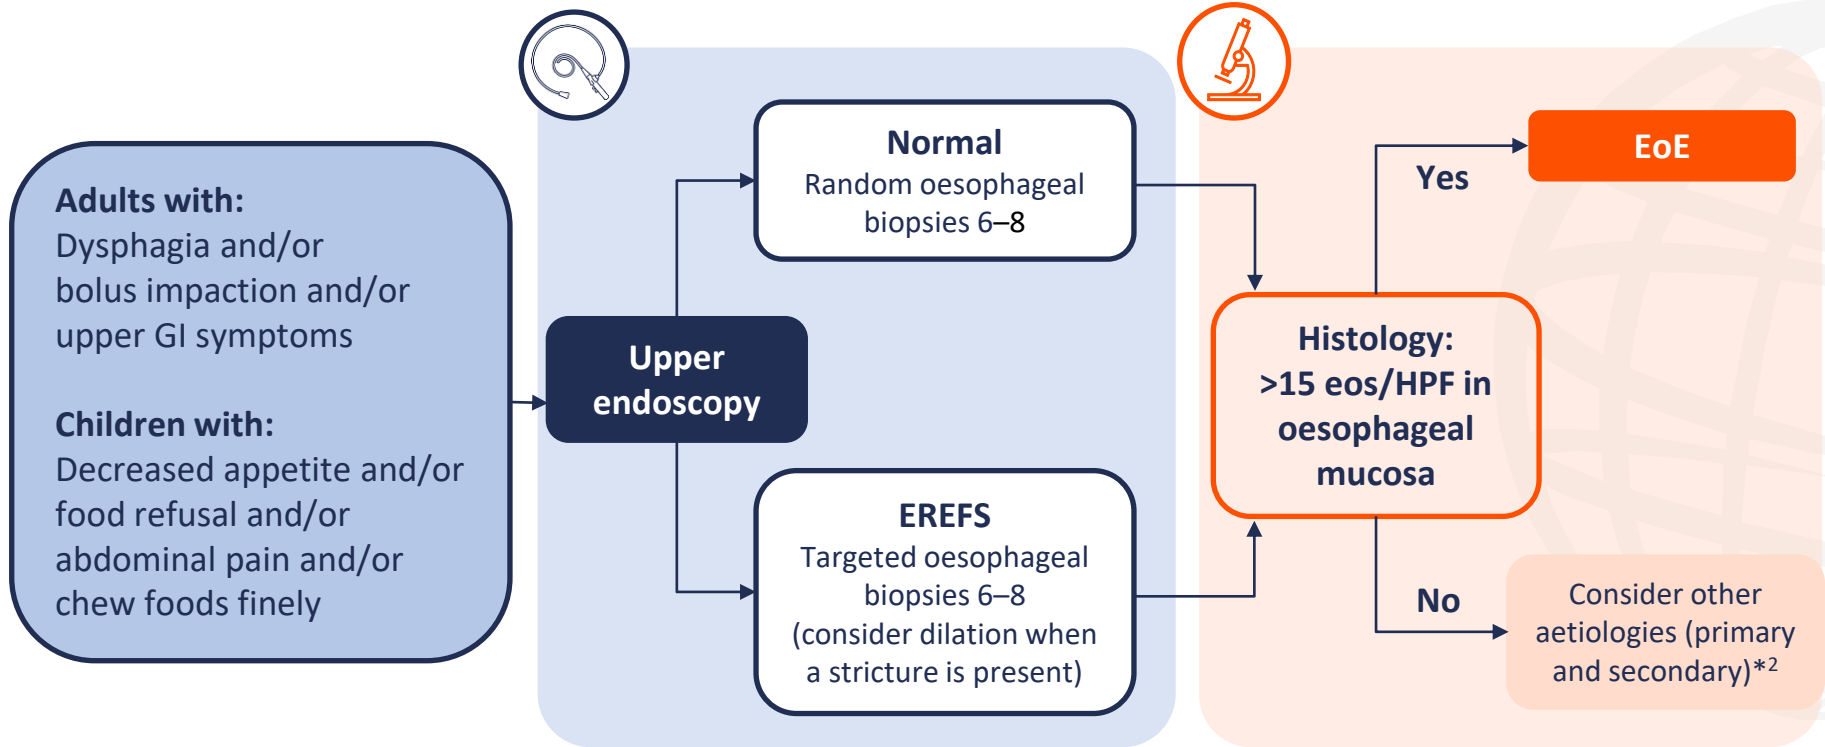 Adults with:
Dysphagia and/or
bolus impaction and/or
upper GI symptoms
Children with:
Decreased appetite and/or
food refusal and/or
abdominal pain and/or
chew foods finely
Upper
endoscopy
Normal
Random oesophageal
biopsies 6–8
EREFS
Targeted oesophageal
biopsies 6–8
(consider dilation when
a stricture is present)
Histology:
>15 eos/HPF in
oesophageal
mucosa
Yes
EoE
No
Consider other
aetiologies (primary
and secondary)*²